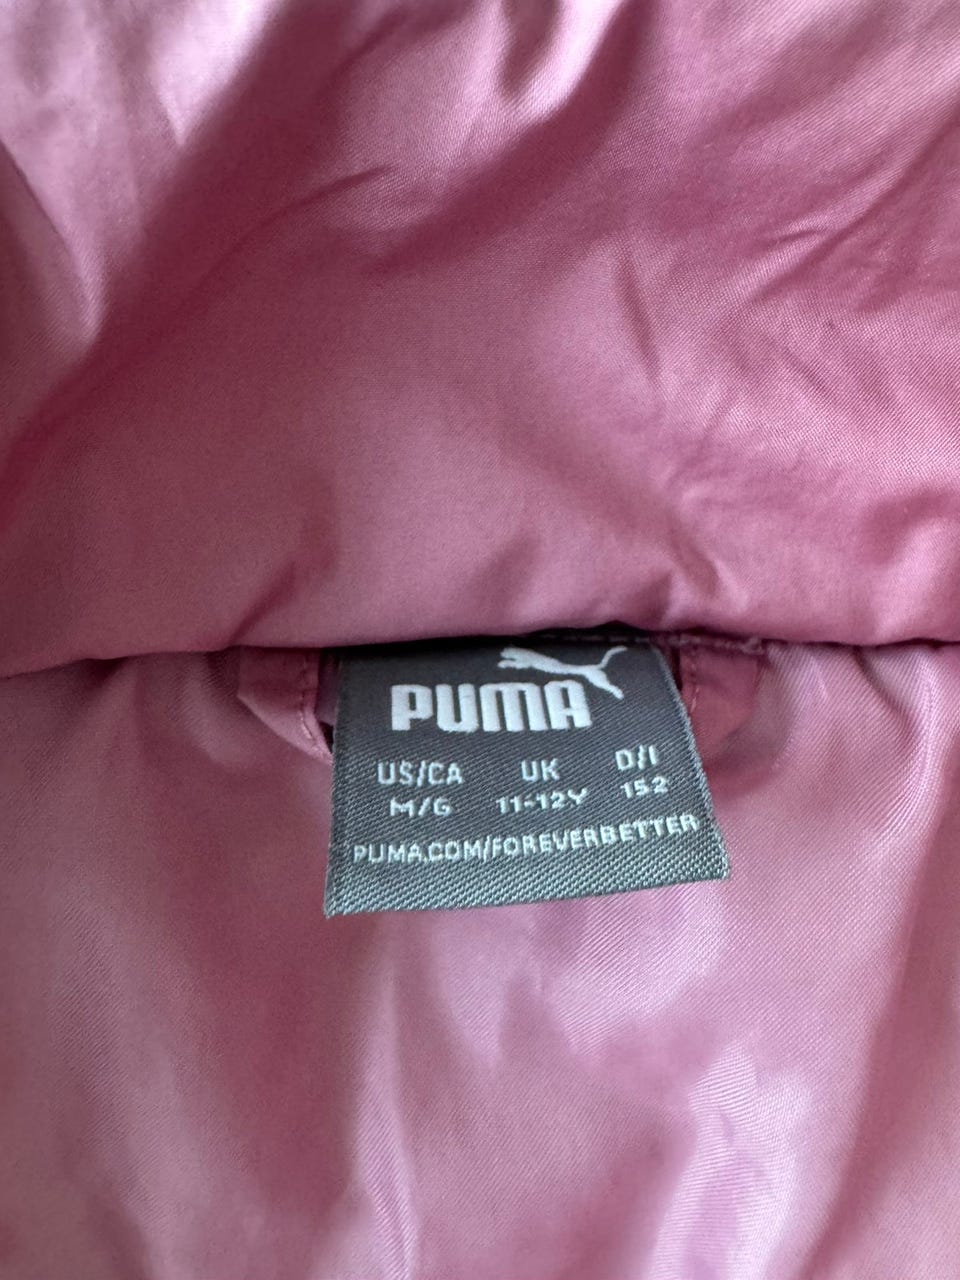 PUMA
US/CA UK D/I
M/G 11-12Y 152
PUMA.COM/FOREVERBETTER